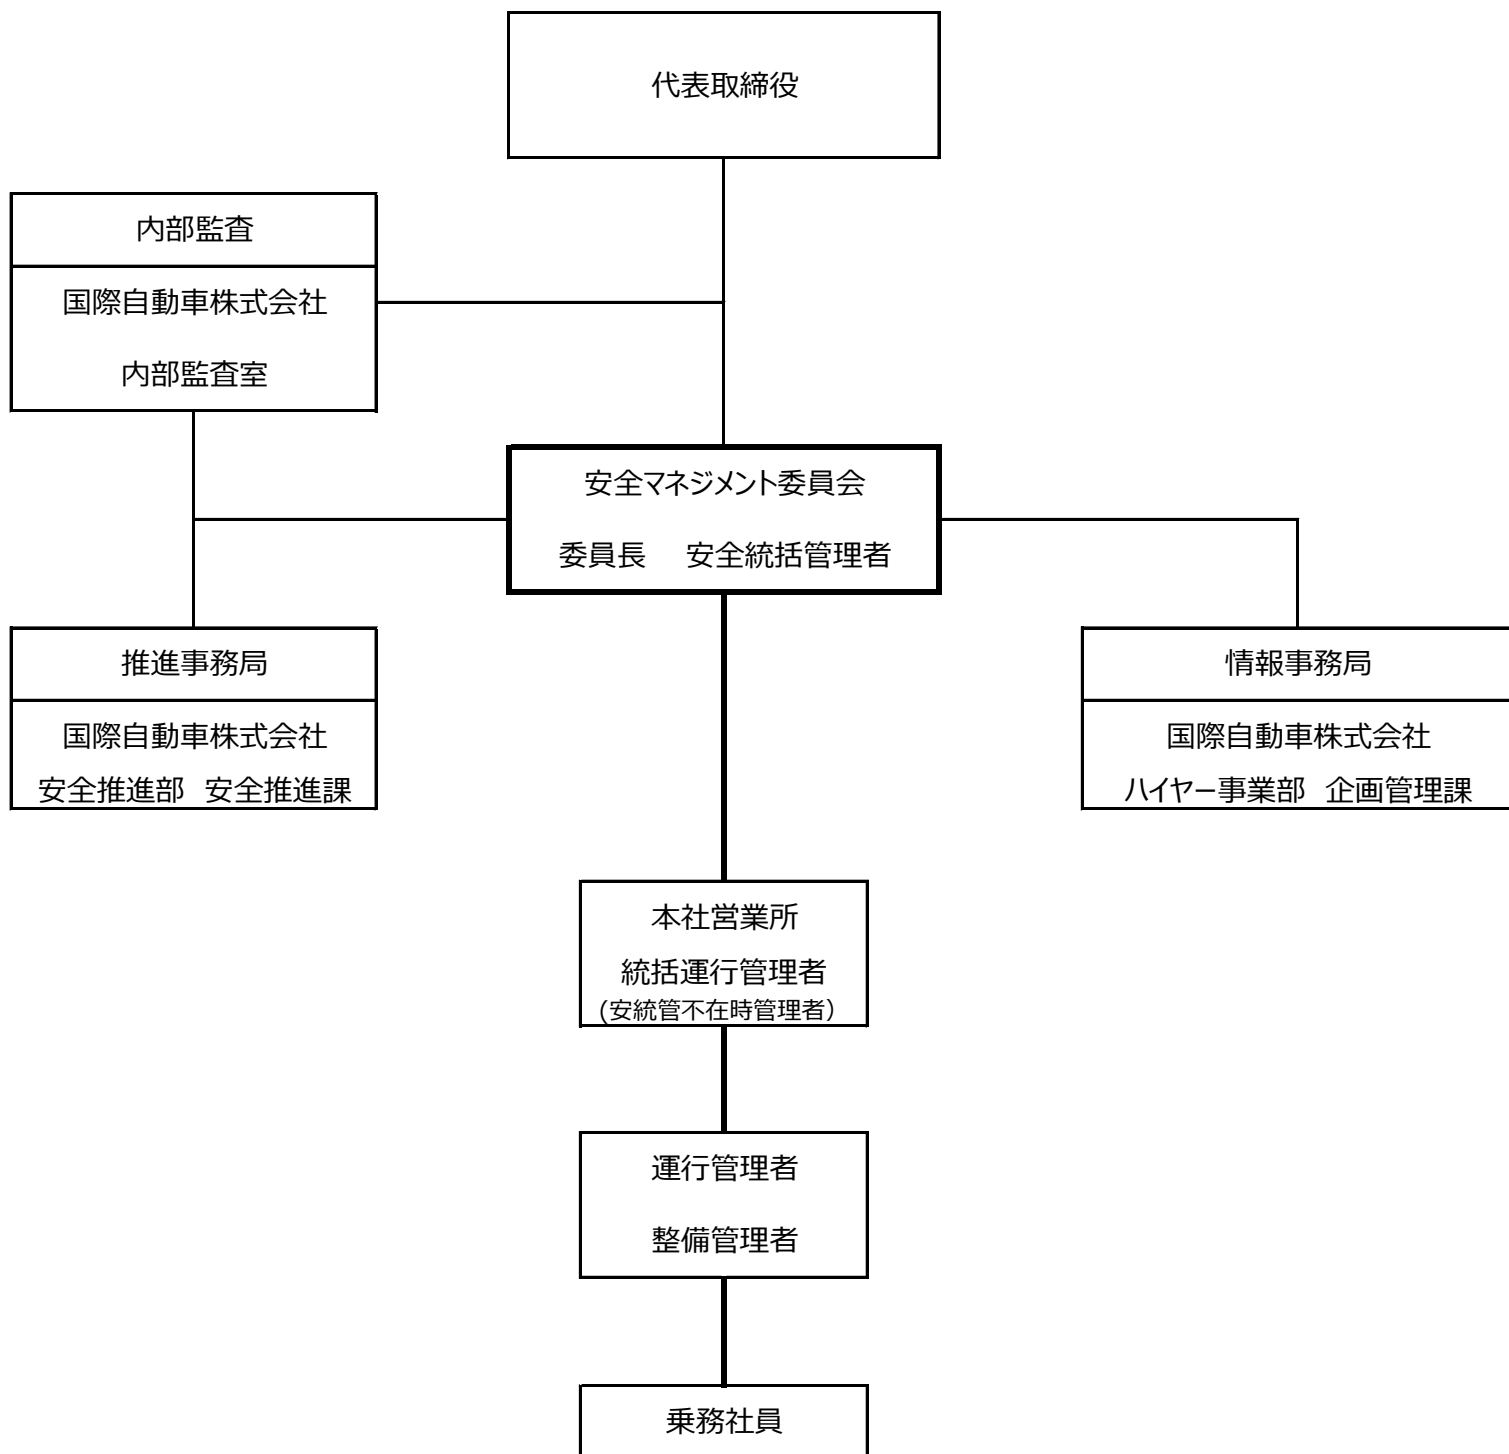 代表取締役
内部監査
国際自動車株式会社
内部監査室
安全マネジメント委員会
委員長　安全統括管理者
推進事務局
国際自動車株式会社
安全推進部　安全推進課
情報事務局
国際自動車株式会社
ハイヤー事業部　企画管理課
本社営業所
統括運行管理者
(安統管不在時管理者）
運行管理者
整備管理者
乗務社員